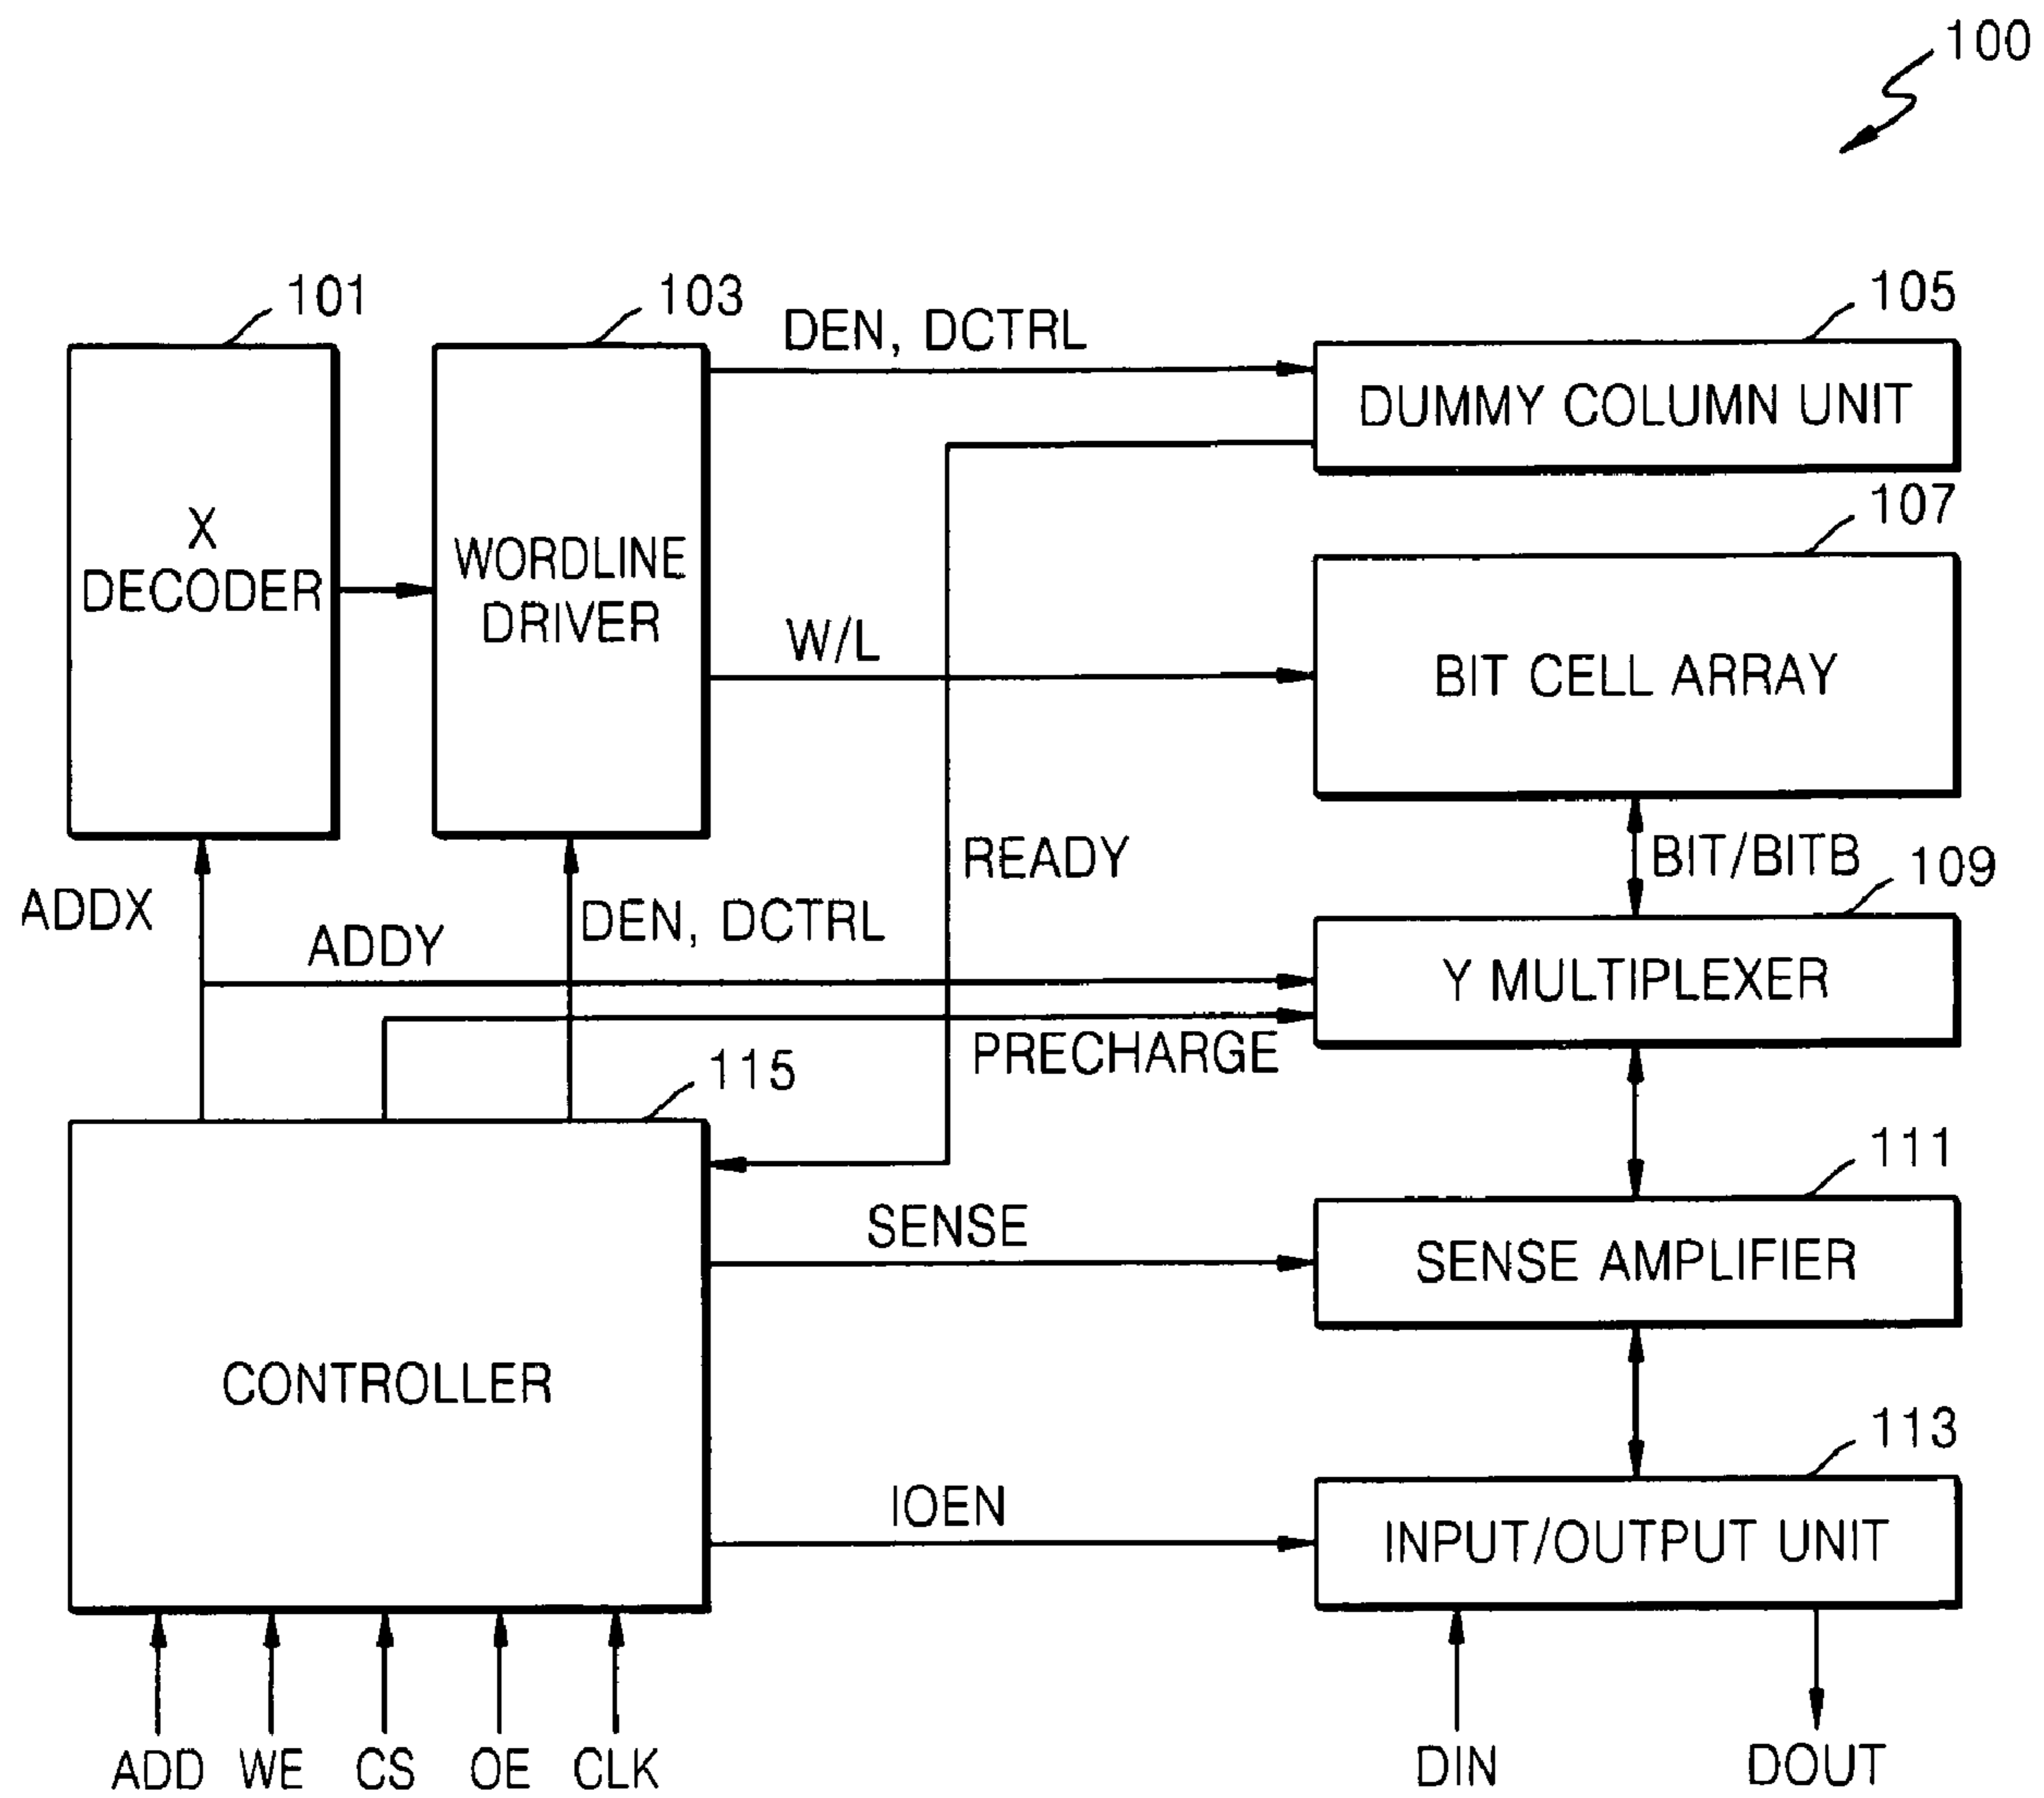 100
101
103
105
DEN, DCTRL
DUMMY COLUMN UNIT
107
X
DECODER
WORDLINE
DRIVER
W/L
BIT CELL ARRAY
READY
BIT/BITB
109
ADDX
DEN, DCTRL
ADDY
Y MULTIPLEXER
PRECHARGE
115
111
SENSE
SENSE AMPLIFIER
CONTROLLER
113
IOEN
INPUT/OUTPUT UNIT
ADD
WE
CS
OE
CLK
DIN
DOUT